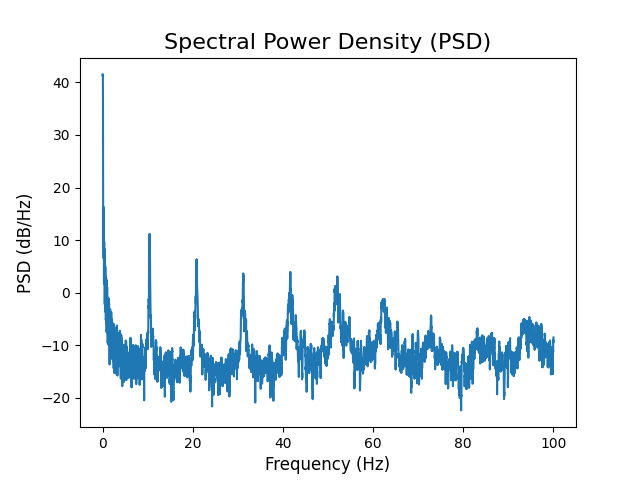 Spectral Power Density (PSD)
40
30
20
10
0
−10
−20
PSD (dB/Hz)
0 20 40 60 80 100
Frequency (Hz)